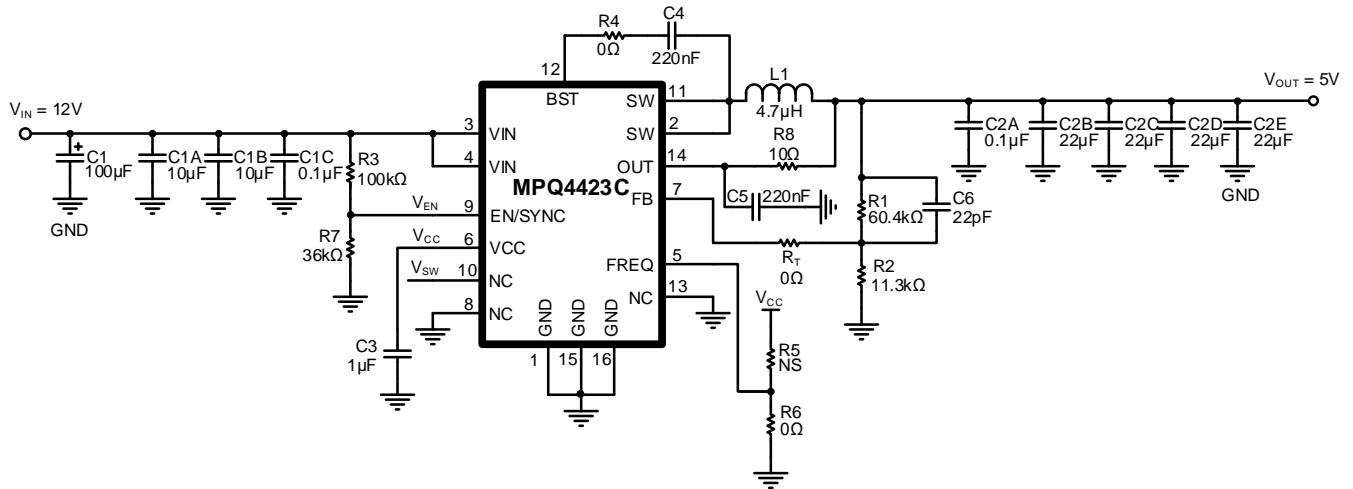 R4
0Ω
C4
220nF
12
BST
VIN = 12V
C1
100µF
GND
C1A
10µF
C1B
10µF
C1C
0.1µF
R3
100kΩ
R7
36kΩ
VEN
VCC
VSW
C3
1µF
3
VIN
4
VIN
9
EN/SYNC
6
VCC
10
NC
8
NC
MPQ4423C
GND
GND
GND
1
15
16
SW
11
SW
2
OUT
14
FB
7
FREQ
5
NC
13
L1
4.7µH
R8
10Ω
C5
220nF
RT
0Ω
R1
60.4kΩ
C6
22pF
R2
11.3kΩ
VCC
R5
NS
R6
0Ω
VOUT = 5V
C2A
0.1µF
C2B
22µF
C2C
22µF
C2D
22µF
C2E
22µF
GND